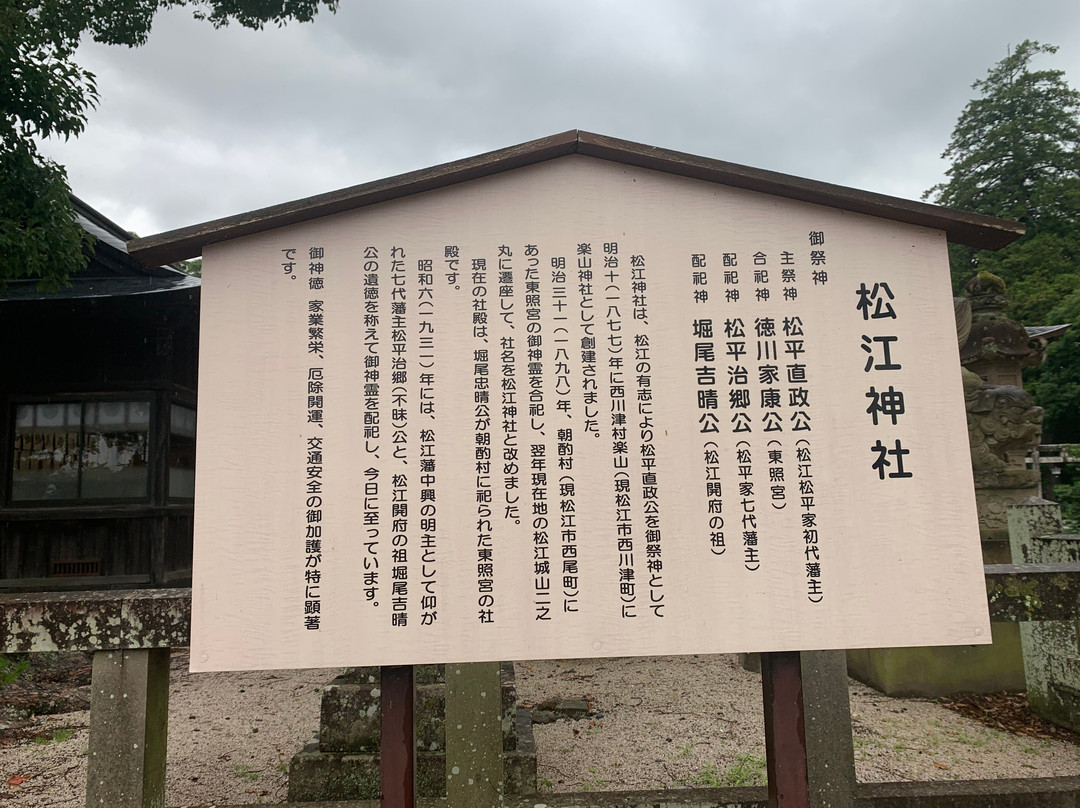 松江神社
御祭神
主祭神 松平直政公（松江松平家初代藩主）
合祀神 徳川家康公（東照宮）
配祀神 松平治郷公（松平家七代藩主）
配祀神 堀尾吉晴公（松江開府の祖）
松江神社は、松江の有志により松平直政公を御祭神として
明治十（一八七七）年に西川津村楽山（現松江市西川津町）に
楽山神社として創建されました。
明治三十一（一八九八）年、朝酌村（現松江市西尾町）に
あった東照宮の御神霊を合祀し、翌年現在地の松江城山二之
丸に遷座して、社名を松江神社と改めました。
現在の社殿は、堀尾忠晴公が朝酌村に祀られた東照宮の社
殿です。
昭和六（一九三一）年には、松江藩中興の明主として仰が
れた七代藩主松平治郷（不昧）公と、松江開府の祖堀尾吉晴
公の遺徳を称えて御神霊を配祀し、今日に至っています。
御神徳 家業繁栄、厄除開運、交通安全の御加護が特に顕著
です。